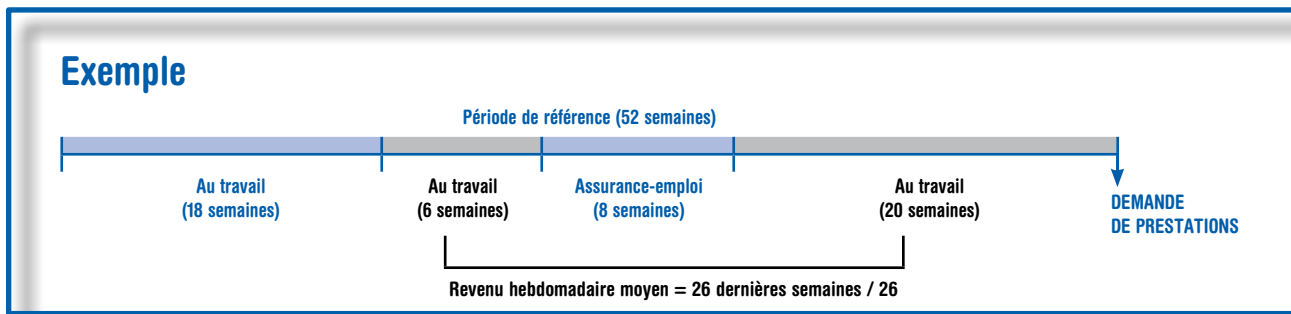 Exemple
Période de référence (52 semaines)
Au travail
(18 semaines)
Au travail
(6 semaines)
Assurance-emploi
(8 semaines)
Au travail
(20 semaines)
DEMANDE
DE PRESTATIONS
Revenu hebdomadaire moyen = 26 dernières semaines / 26